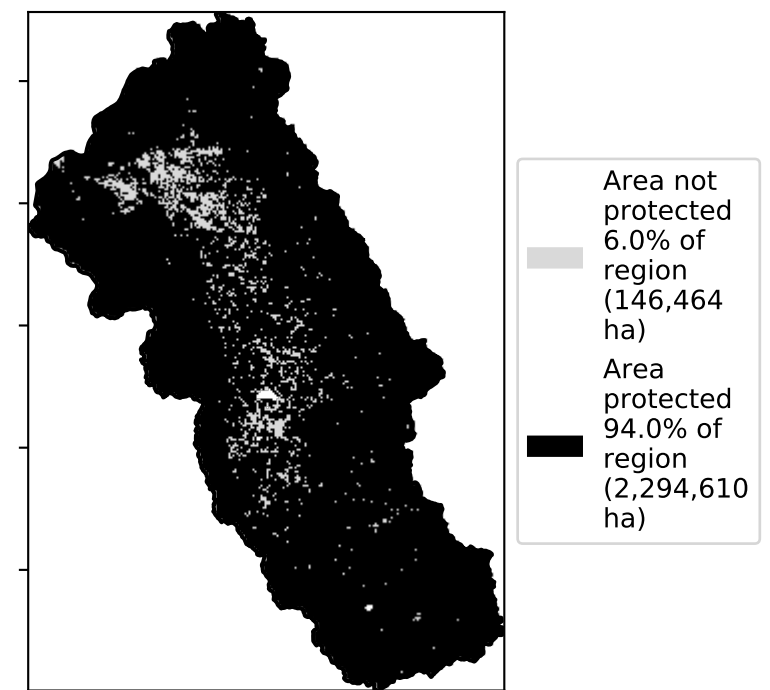 Area not
protected
6.0% of
region
(146,464
ha)
Area
protected
94.0% of
region
(2,294,610
ha)